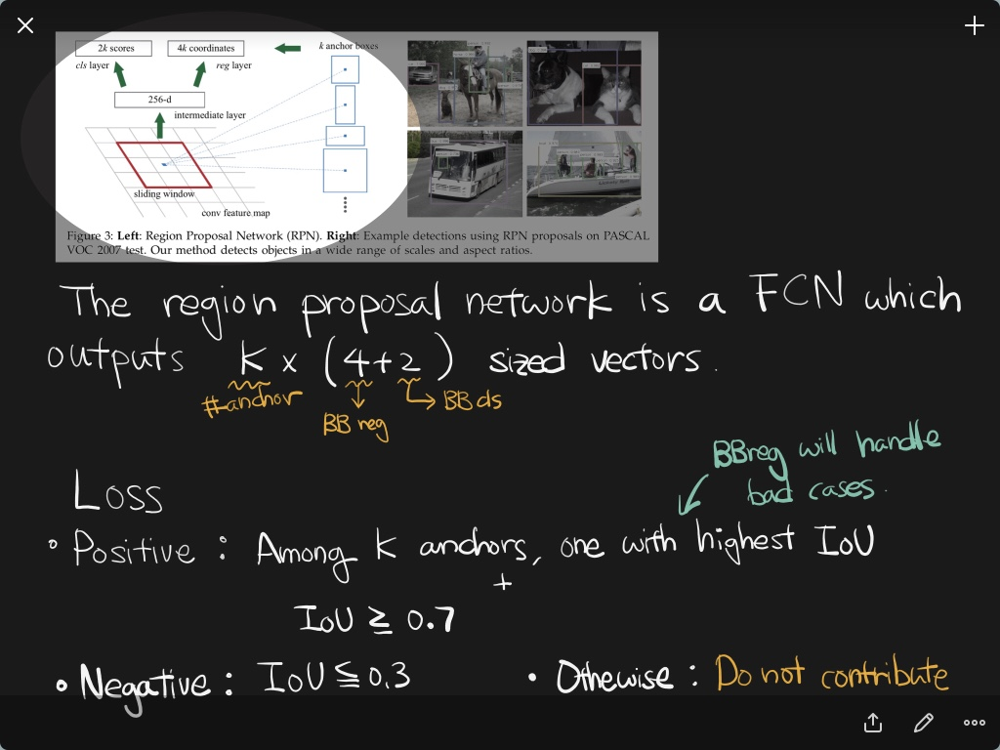 2k scores
4k coordinates
k anchor boxes
cls layer
reg layer
256-d
intermediate layer
sliding window
conv feature map
Figure 3: Left: Region Proposal Network (RPN). Right: Example detections using RPN proposals on PASCAL
VOC 2007 test. Our method detects objects in a wide range of scales and aspect ratios.
The region proposal network is a FCN which
outputs K x (4+2) sized vectors.
#anchor
BB reg
BB cls
BBreg will handle
bad cases.
Loss
Positive : Among K anchors, one with highest IoU
+
IoU ≥ 0.7
Negative : IoU ≦ 0.3
Othewise : Do not contribute